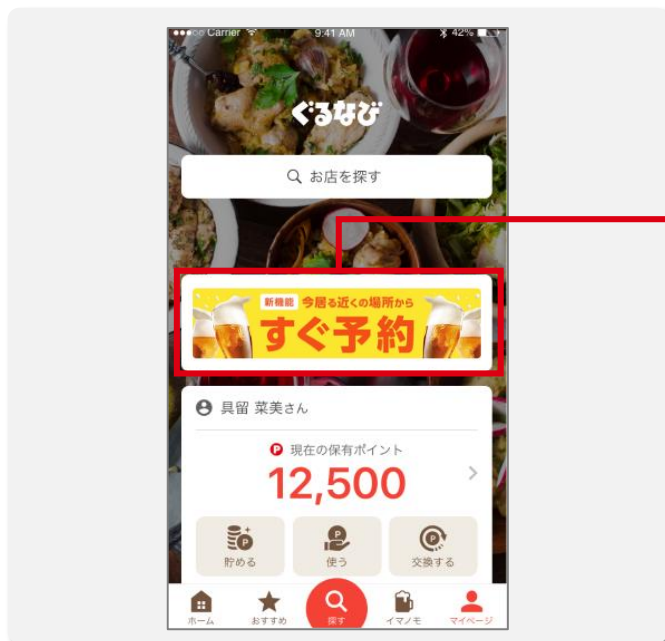 Carrier
9:41 AM
42%
ぐるなび
お店を探す
新機能 今居る近くの場所から
すぐ予約
具留 菜美さん
P 現在の保有ポイント
12,500
貯める
使う
交換する
ホーム
おすすめ
探す
イマノモ
マイページ